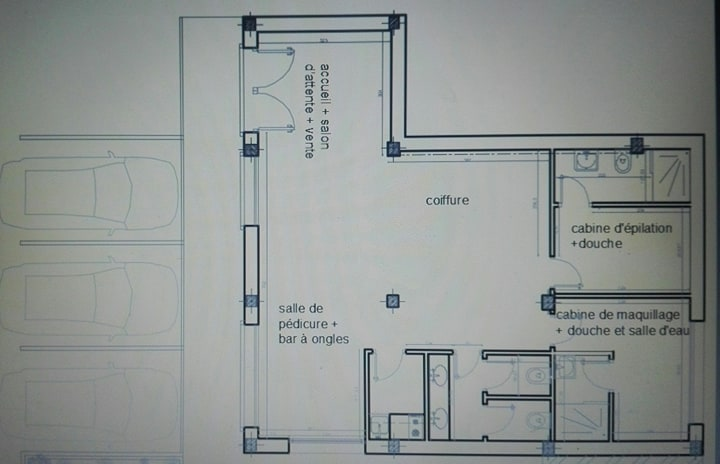 accueil + salon
d'attente + vente
coiffure
cabine d'épilation
+douche
salle de
pédicure +
bar à ongles
cabine de maquillage
+ douche et salle d'eau